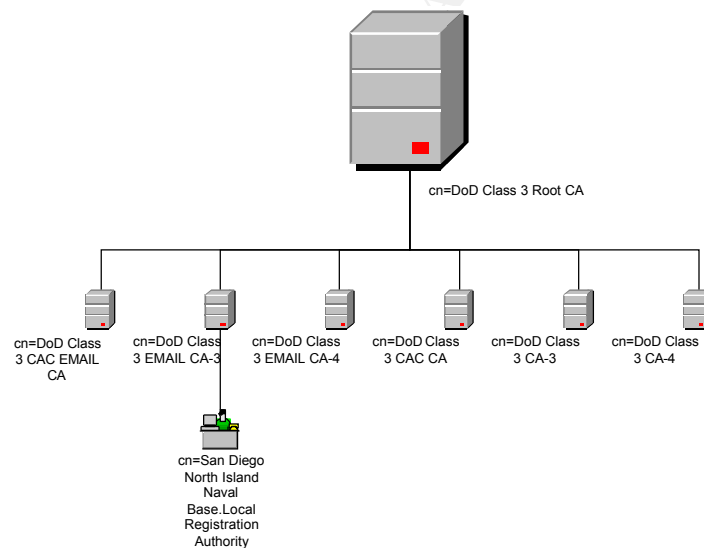 cn=DoD Class 3 Root CA
cn=DoD Class
3 CAC EMAIL
CA
cn=DoD Class
3 EMAIL CA-3
cn=DoD Class
3 EMAIL CA-4
cn=DoD Class
3 CAC CA
cn=DoD Class
3 CA-3
cn=DoD Class
3 CA-4
cn=San Diego
North Island
Naval
Base.Local
Registration
Authority